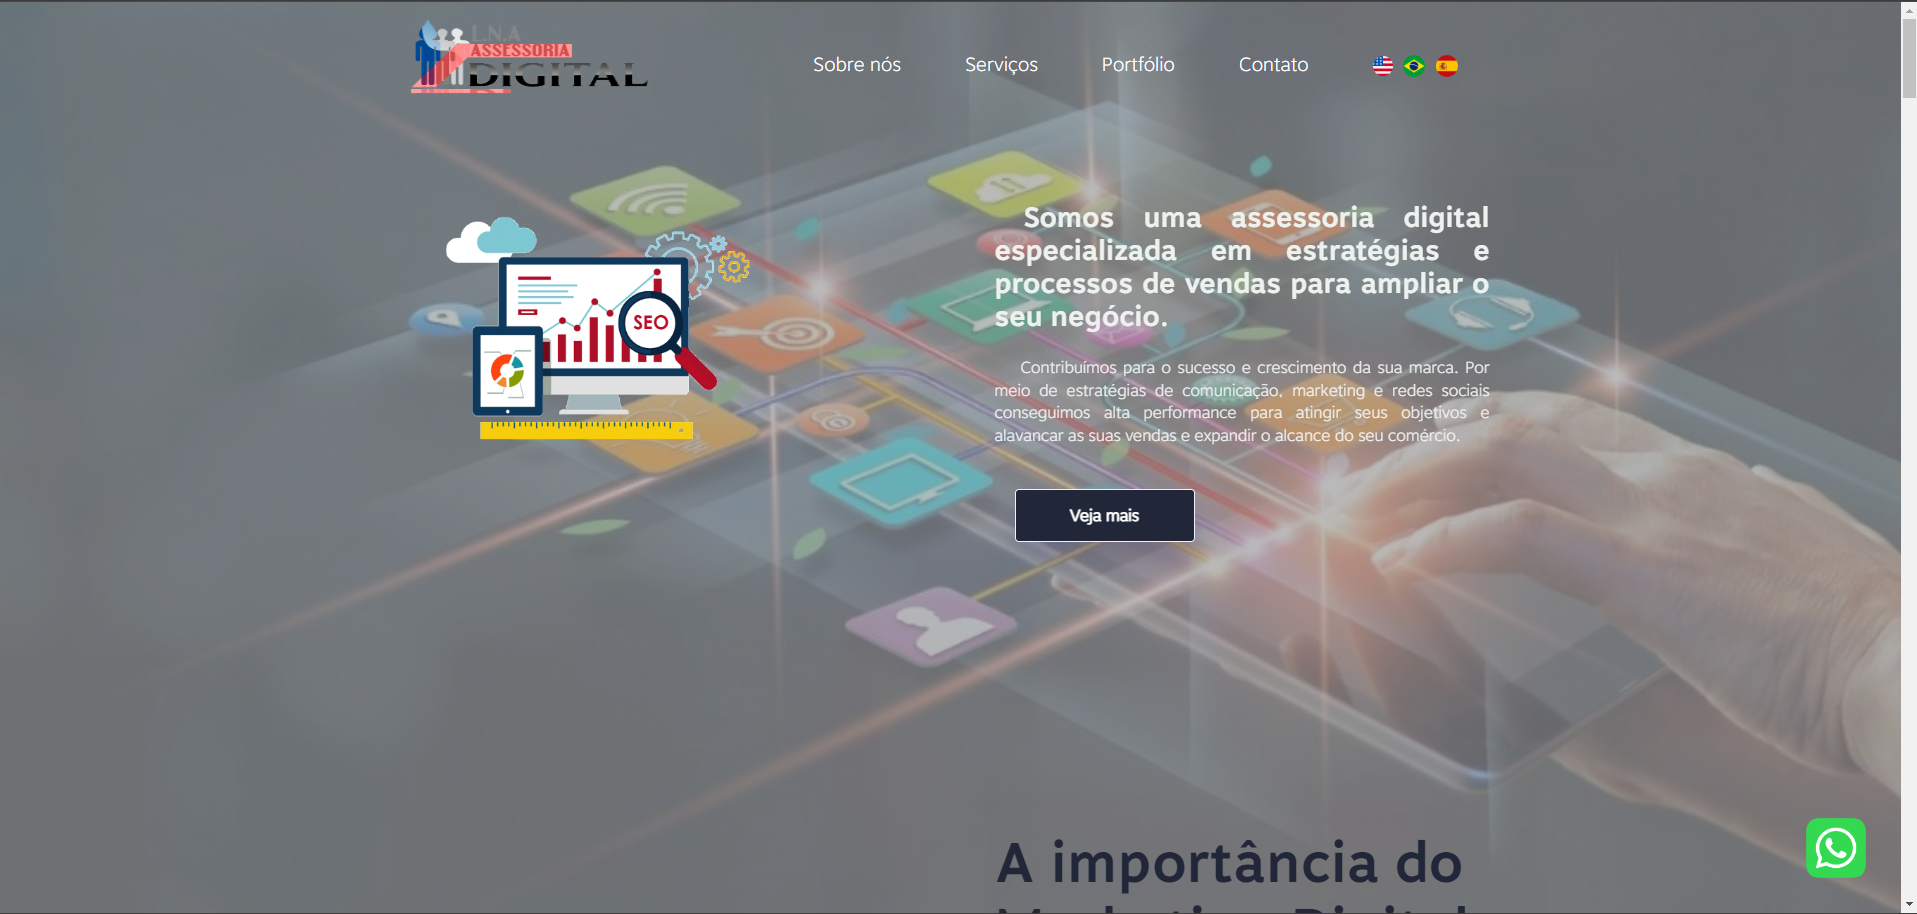 L.N.A
ASSESSORIA
DIGITAL
Sobre nós
Serviços
Portfólio
Contato
Somos uma assessoria digital
especializada em estratégias e
processos de vendas para ampliar o
seu negócio.
SEO
Contribuímos para o sucesso e crescimento da sua marca. Por
meio de estratégias de comunicação, marketing e redes sociais
conseguimos alta performance para atingir seus objetivos e
alavancar as suas vendas e expandir o alcance do seu comércio.
Veja mais
A importância do
Marketing Digital